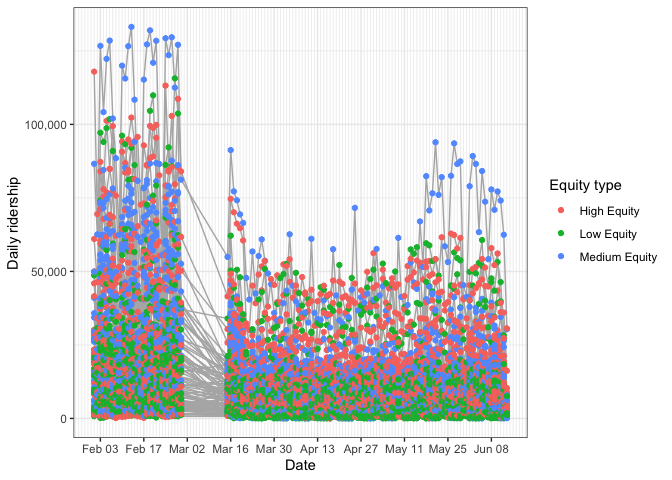 Daily ridership
100,000
50,000
0
Feb 03 Feb 17 Mar 02 Mar 16 Mar 30 Apr 13 Apr 27 May 11 May 25 Jun 08
Date
Equity type
High Equity
Low Equity
Medium Equity